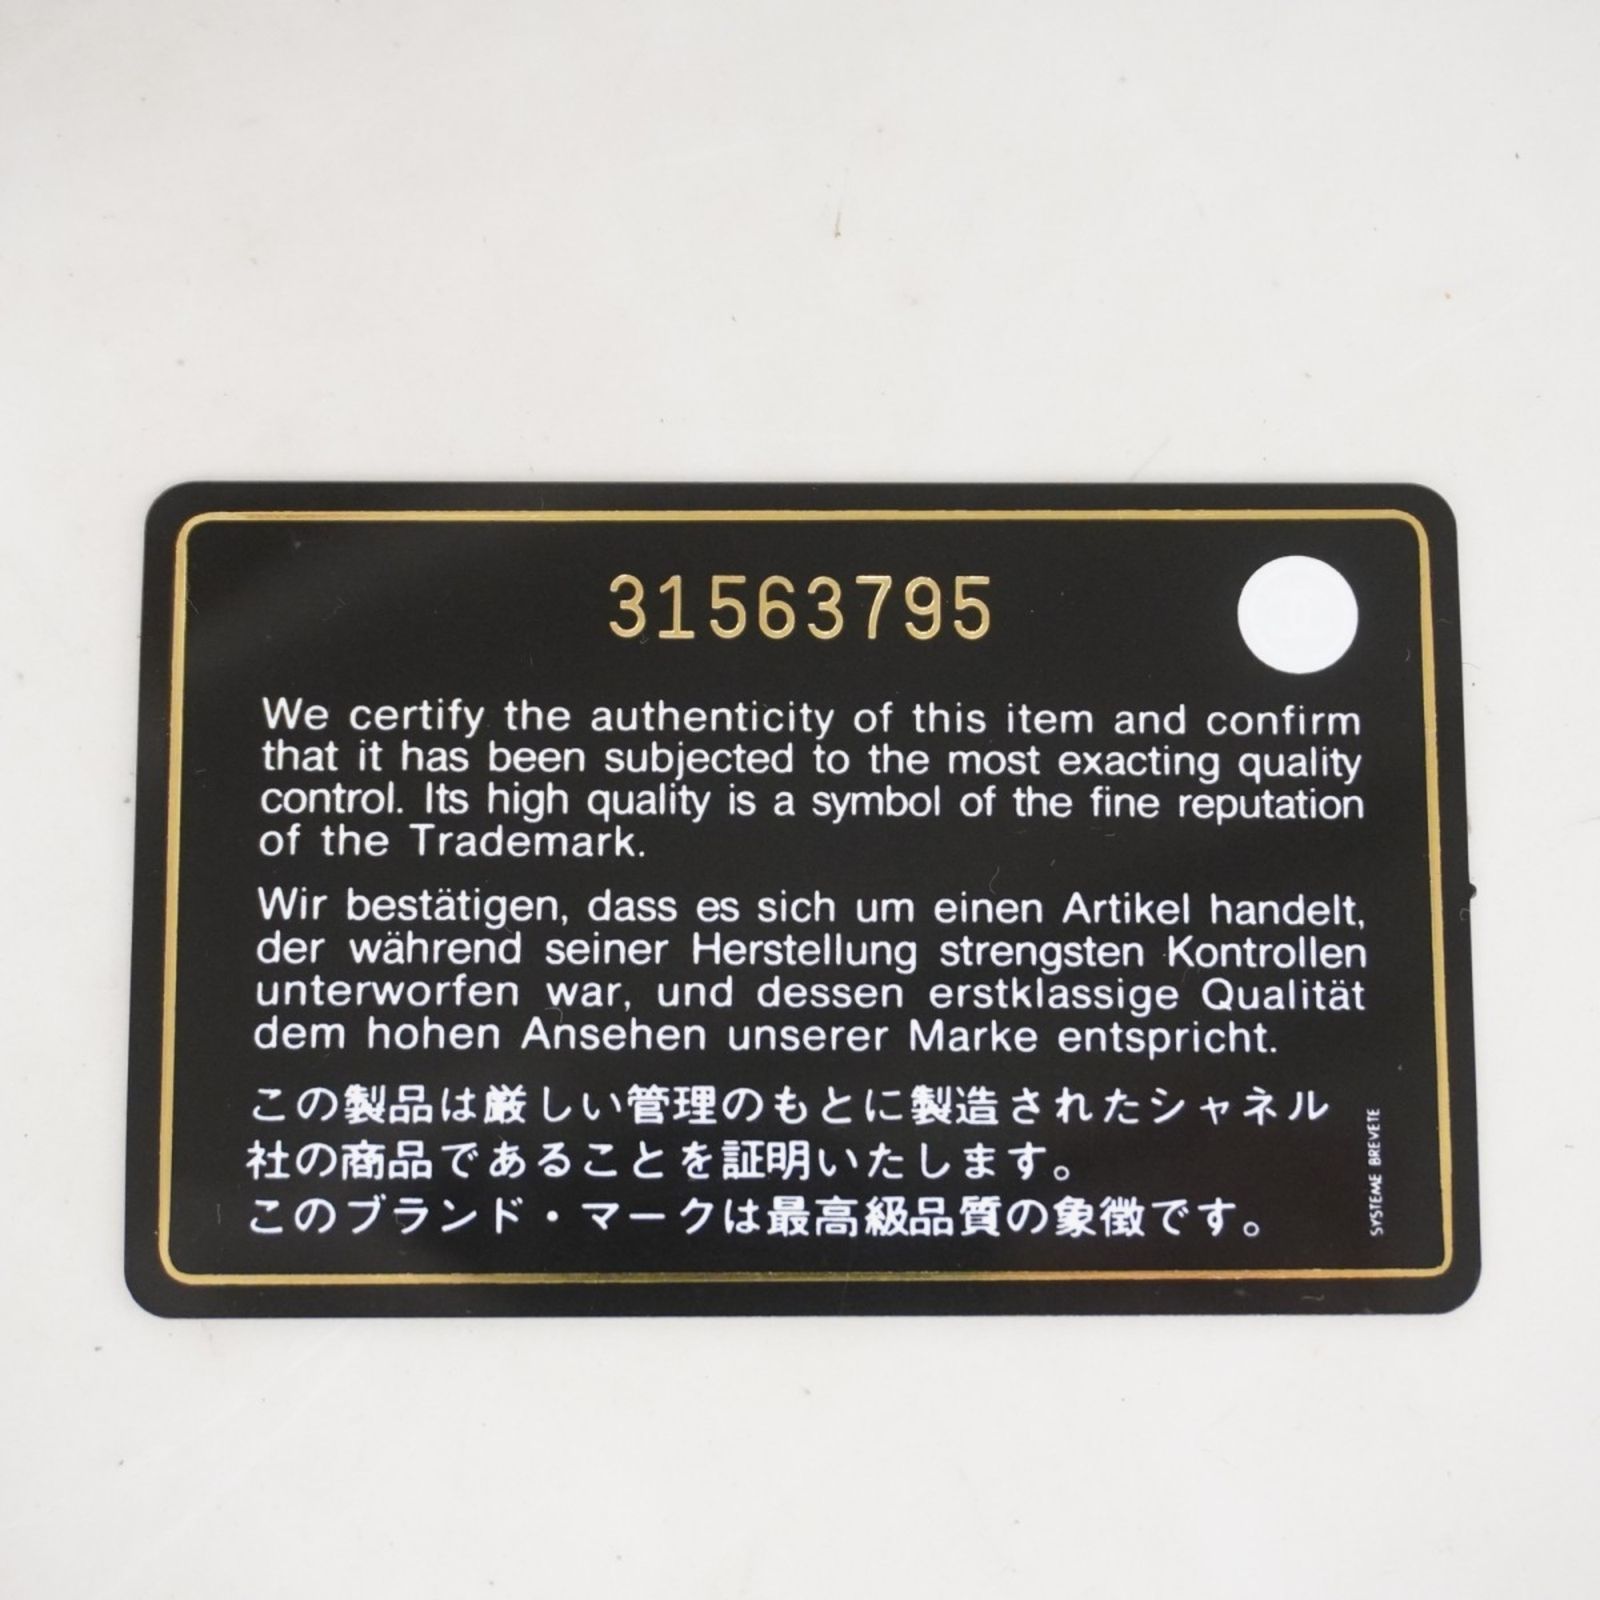 31563795
We certify the authenticity of this item and confirm
that it has been subjected to the most exacting quality
control. Its high quality is a symbol of the fine reputation
of the Trademark.
Wir bestätigen, dass es sich um einen Artikel handelt,
der während seiner Herstellung strengsten Kontrollen
unterworfen war, und dessen erstklassige Qualität
dem hohen Ansehen unserer Marke entspricht.
この製品は厳しい管理のもとに製造されたシャネル
社の商品であることを証明いたします。
このブランド・マークは最高級品質の象徴です。
SYSTEME BREVETE